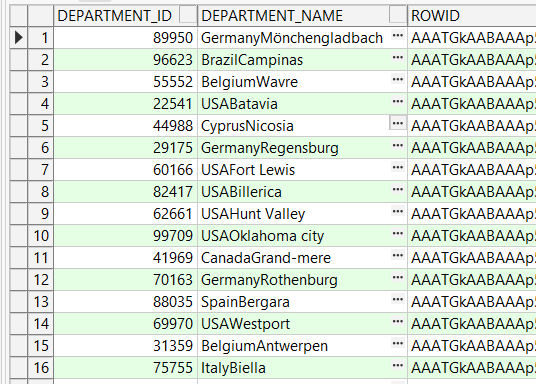 DEPARTMENT_ID DEPARTMENT_NAME ROWID
1 89950 GermanyMönchengladbach AAATGkAABAAAp5
2 96623 BrazilCampinas ... AAATGkAABAAAp5
3 55552 BelgiumWavre ... AAATGkAABAAAp5
4 22541 USABatavia ... AAATGkAABAAAp5
5 44988 CyprusNicosia ... AAATGkAABAAAp5
6 29175 GermanyRegensburg ... AAATGkAABAAAp5
7 60166 USAFort Lewis ... AAATGkAABAAAp5
8 82417 USABillerica ... AAATGkAABAAAp5
9 62661 USAHunt Valley ... AAATGkAABAAAp5
10 99709 USAOklahoma city ... AAATGkAABAAAp5
11 41969 CanadaGrand-mere ... AAATGkAABAAAp5
12 70163 GermanyRothenburg ... AAATGkAABAAAp5
13 88035 SpainBergara ... AAATGkAABAAAp5
14 69970 USAWestport ... AAATGkAABAAAp5
15 31359 BelgiumAntwerpen ... AAATGkAABAAAp5
16 75755 ItalyBiella ... AAATGkAABAAAp5